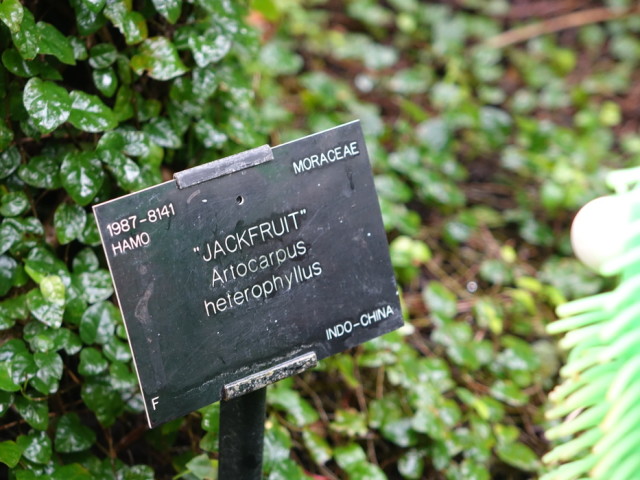 MORACEAE
1987-8141
HAMO
"JACKFRUIT"
Artocarpus
heterophyllus
INDO-CHINA
F